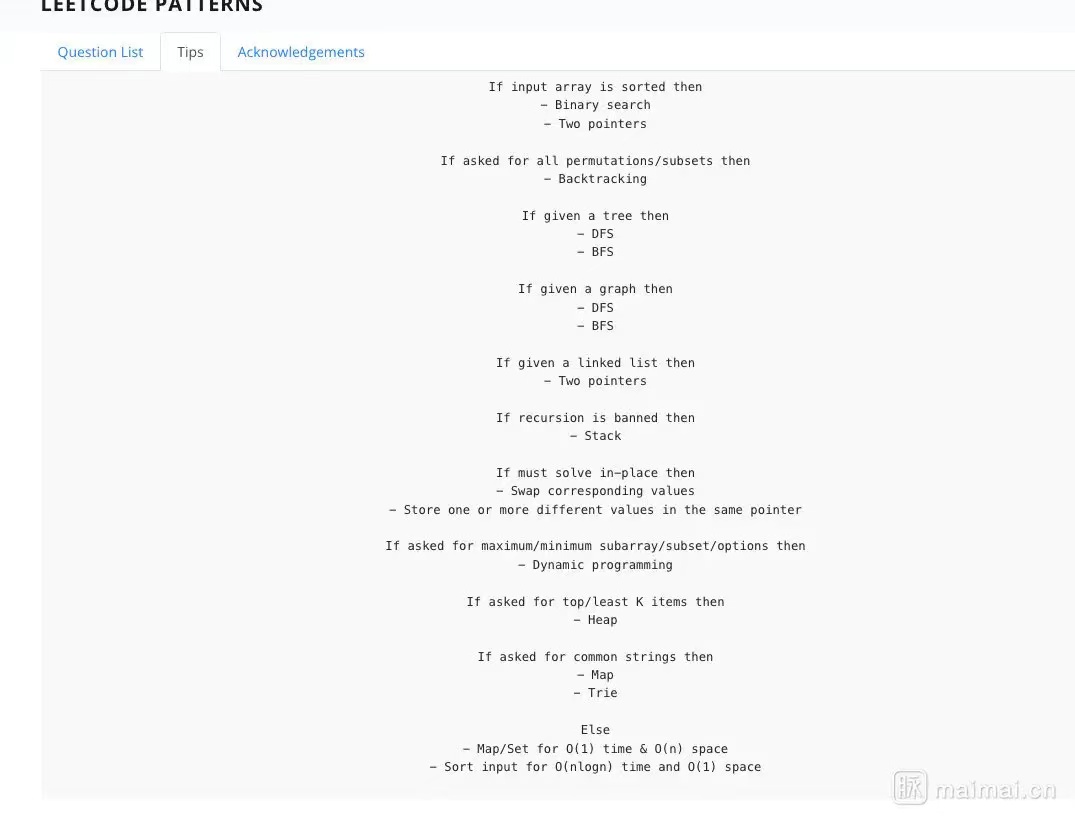 LEETCODE PATTERNS
Question List
Tips
Acknowledgements
If input array is sorted then
– Binary search
– Two pointers
If asked for all permutations/subsets then
– Backtracking
If given a tree then
– DFS
– BFS
If given a graph then
– DFS
– BFS
If given a linked list then
– Two pointers
If recursion is banned then
– Stack
If must solve in-place then
– Swap corresponding values
– Store one or more different values in the same pointer
If asked for maximum/minimum subarray/subset/options then
– Dynamic programming
If asked for top/least K items then
– Heap
If asked for common strings then
– Map
– Trie
Else
– Map/Set for O(1) time & O(n) space
– Sort input for O(nlogn) time and O(1) space
脉 maimai.cn